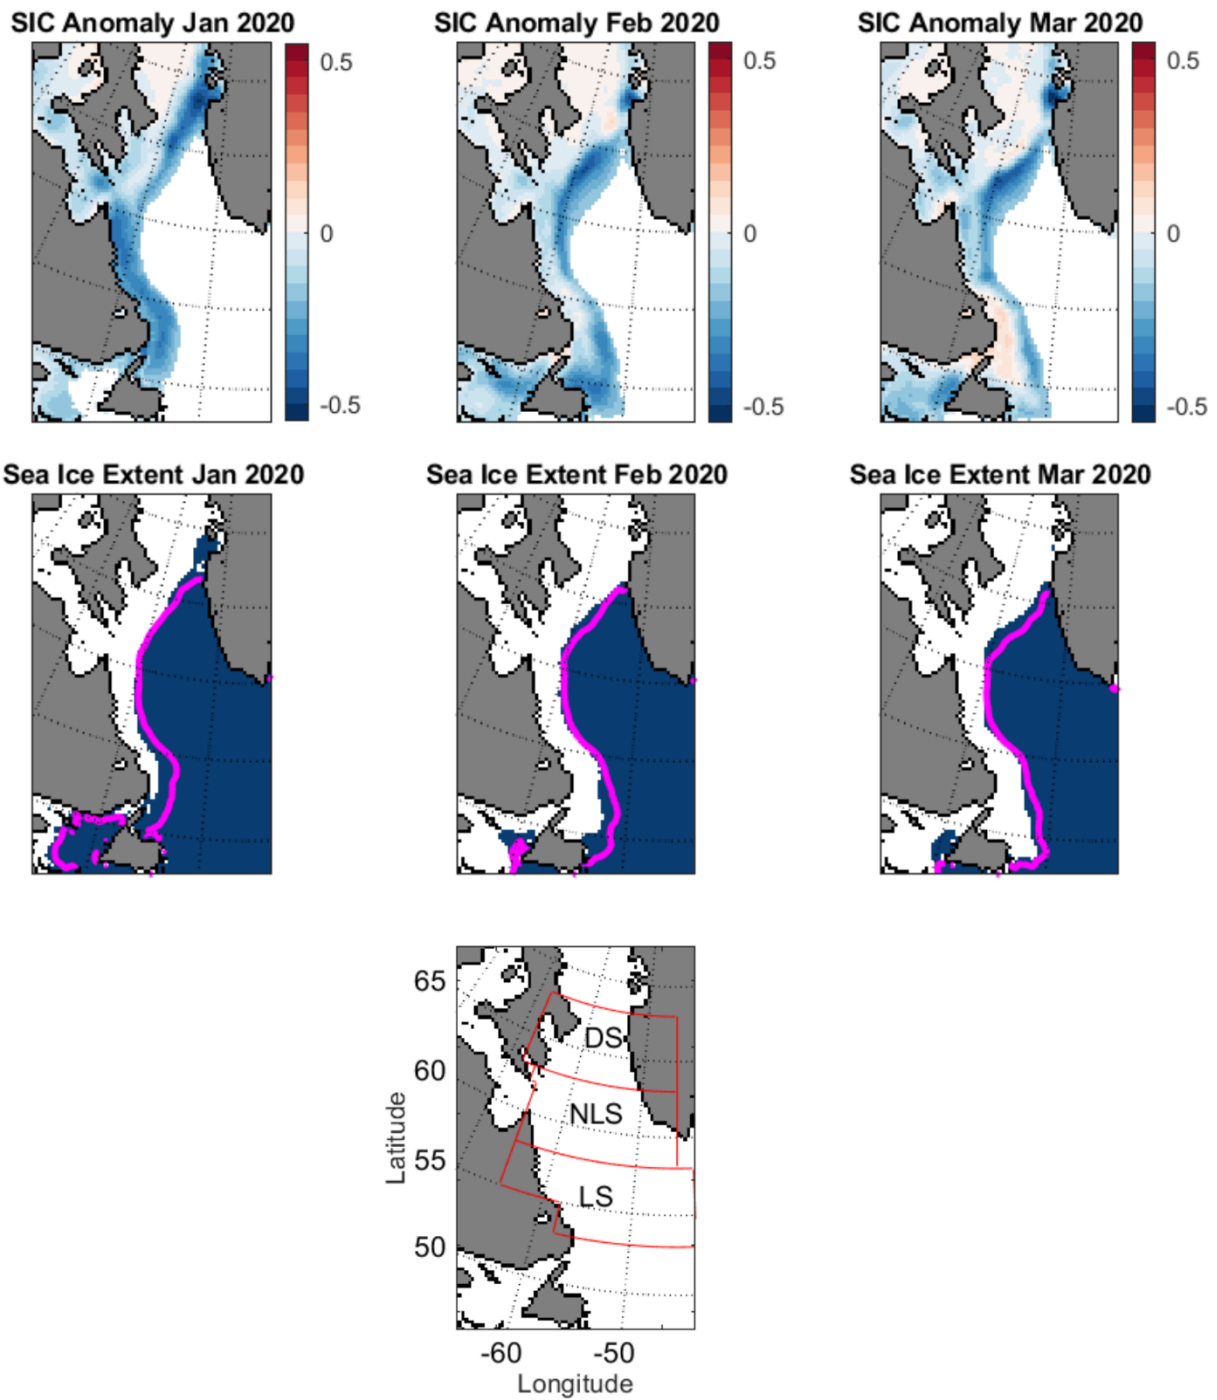 SIC Anomaly Jan 2020
SIC Anomaly Feb 2020
SIC Anomaly Mar 2020
0.5
0
-0.5
0.5
0
-0.5
0.5
0
-0.5
Sea Ice Extent Jan 2020
Sea Ice Extent Feb 2020
Sea Ice Extent Mar 2020
65
60
55
50
Latitude
DS
NLS
LS
-60
-50
Longitude